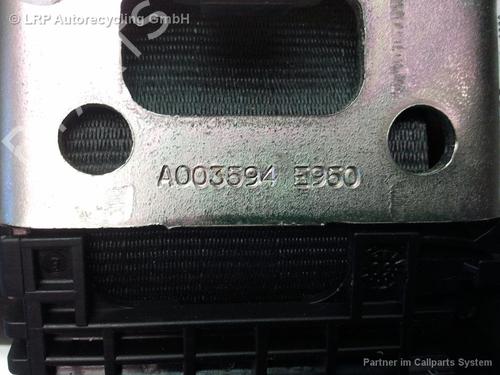 © LRP Autorecycling GmbH
A003594 E950
Partner im Callparts System